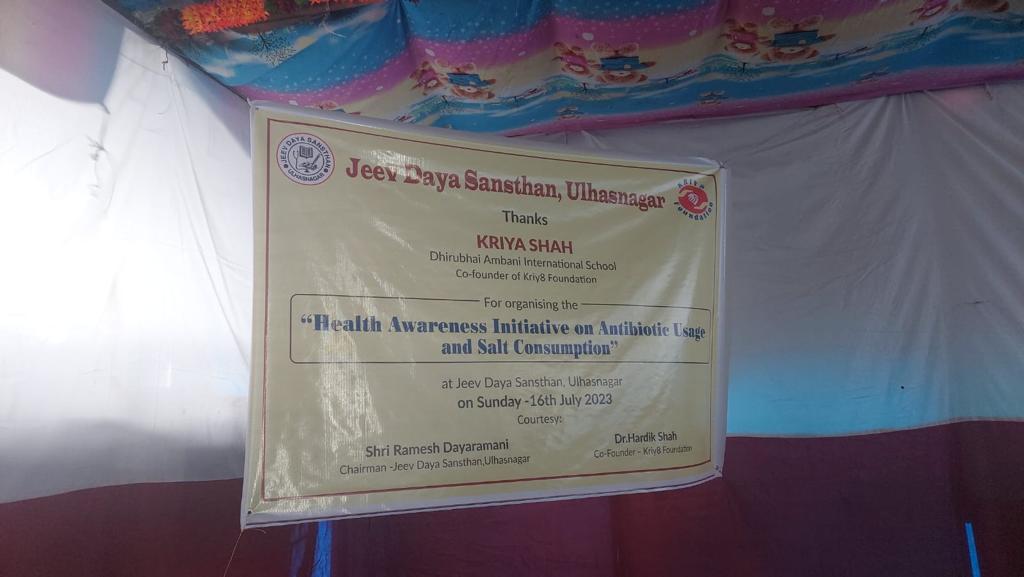 JEEV DAYA SANSTHAN
ULHASNAGAR
Jeev Daya Sansthan, Ulhasnagar
Kriy8
foundation
Thanks
KRIYA SHAH
Dhirubhai Ambani International School
Co-founder of Kriy8 Foundation
For organising the
“Health Awareness Initiative on Antibiotic Usage
and Salt Consumption”
at Jeev Daya Sansthan, Ulhasnagar
on Sunday -16th July 2023
Courtesy:
Shri Ramesh Dayaramani
Chairman -Jeev Daya Sansthan,Ulhasnagar
Dr.Hardik Shah
Co-Founder - Kriy8 Foundation